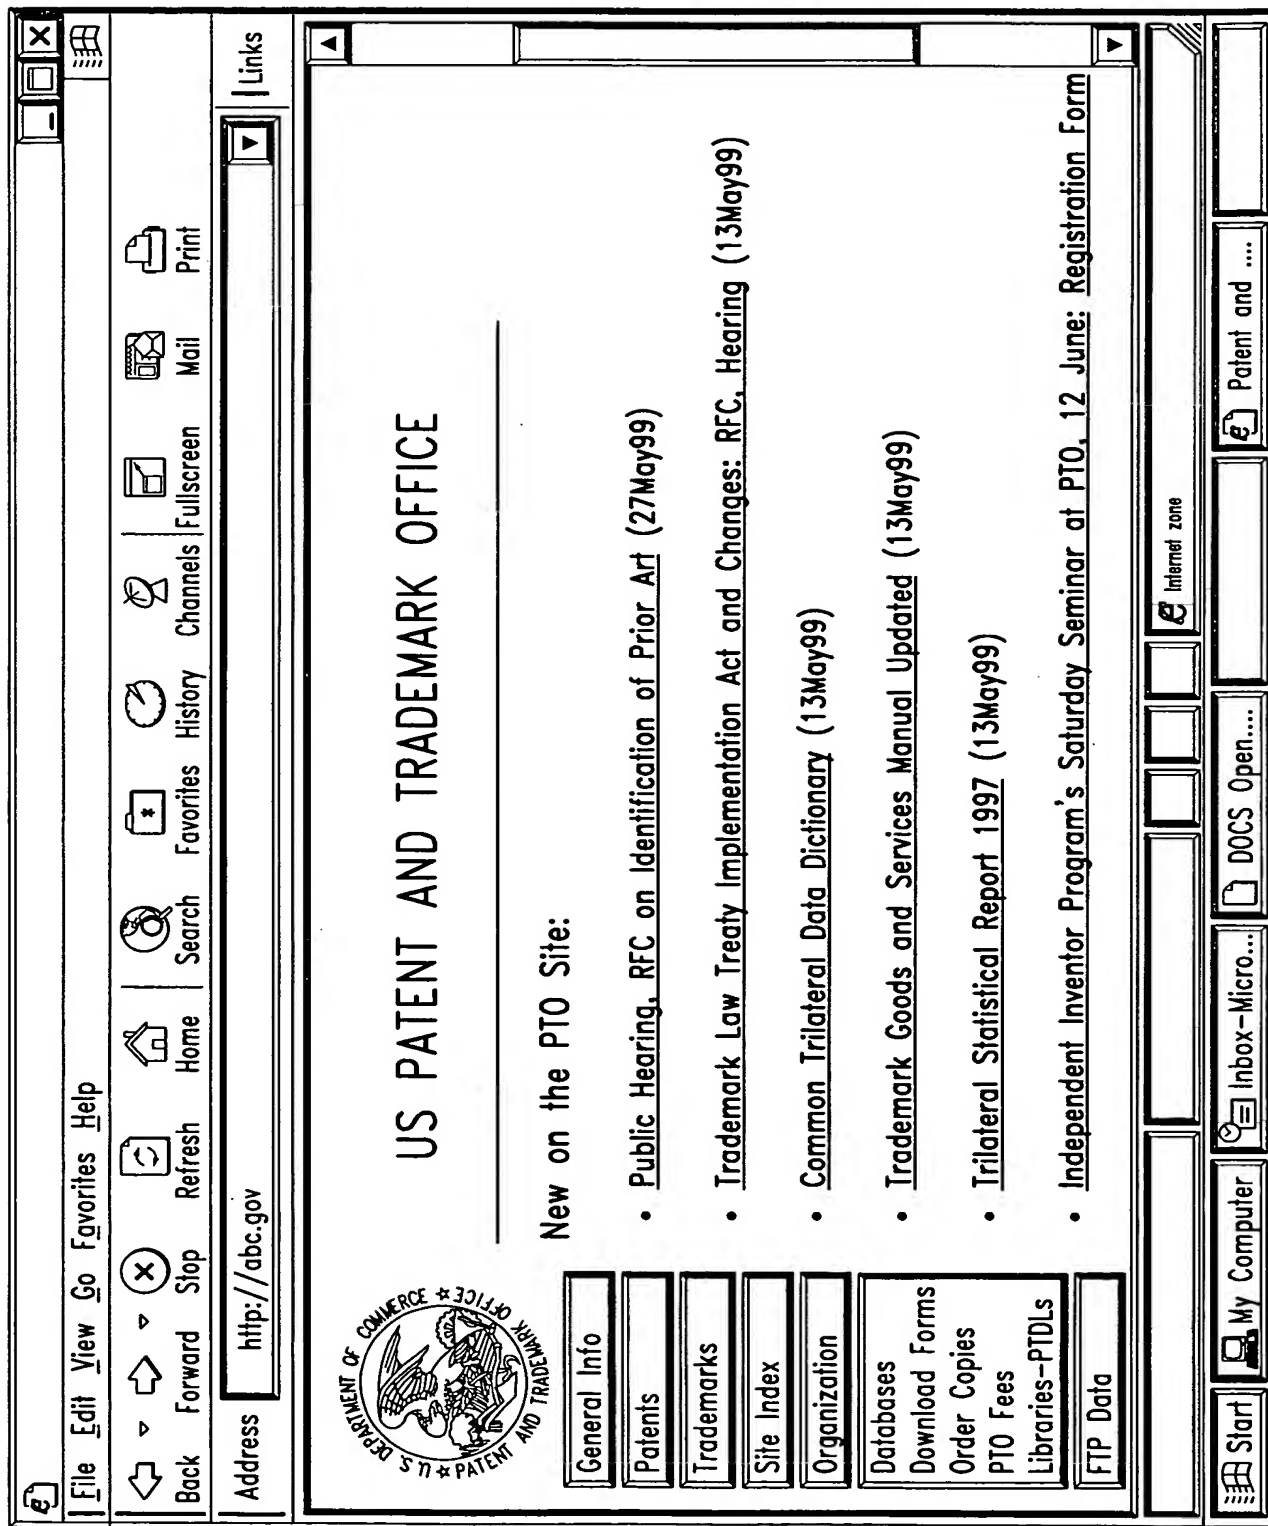 File Edit View Go Favorites Help
Back Forward Stop Refresh Home Search Favorites History Channels Fullscreen Mail Print
Address http://abc.gov Links
U.S. DEPARTMENT OF COMMERCE
PATENT AND TRADEMARK OFFICE
US PATENT AND TRADEMARK OFFICE
New on the PTO Site:
• Public Hearing, RFC on Identification of Prior Art (27May99)
• Trademark Law Treaty Implementation Act and Changes: RFC, Hearing (13May99)
• Common Trilateral Data Dictionary (13May99)
• Trademark Goods and Services Manual Updated (13May99)
• Trilateral Statistical Report 1997 (13May99)
• Independent Inventor Program's Saturday Seminar at PTO, 12 June: Registration Form
General Info
Patents
Trademarks
Site Index
Organization
Databases
Download Forms
Order Copies
PTO Fees
Libraries-PTDLs
FTP Data
Internet zone
Start My Computer Inbox-Micro.... DOCS Open.... Patent and ....